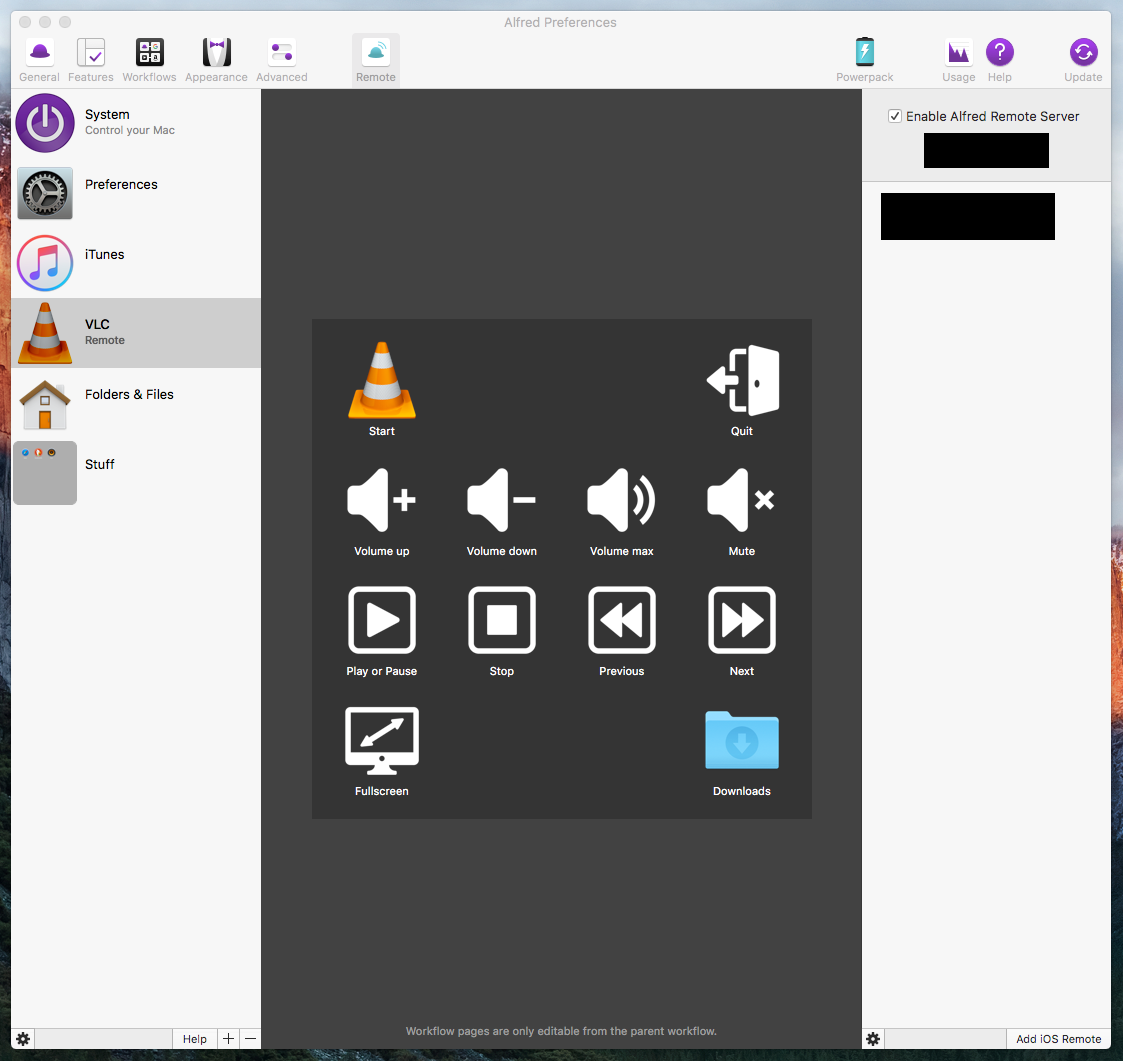 Alfred Preferences
General Features Workflows Appearance Advanced Remote Powerpack Usage Help Update
System
Control your Mac
Preferences
iTunes
VLC
Remote
Folders & Files
Stuff
Help
Start Quit
Volume up Volume down Volume max Mute
Play or Pause Stop Previous Next
Fullscreen Downloads
Workflow pages are only editable from the parent workflow.
Enable Alfred Remote Server
Add iOS Remote